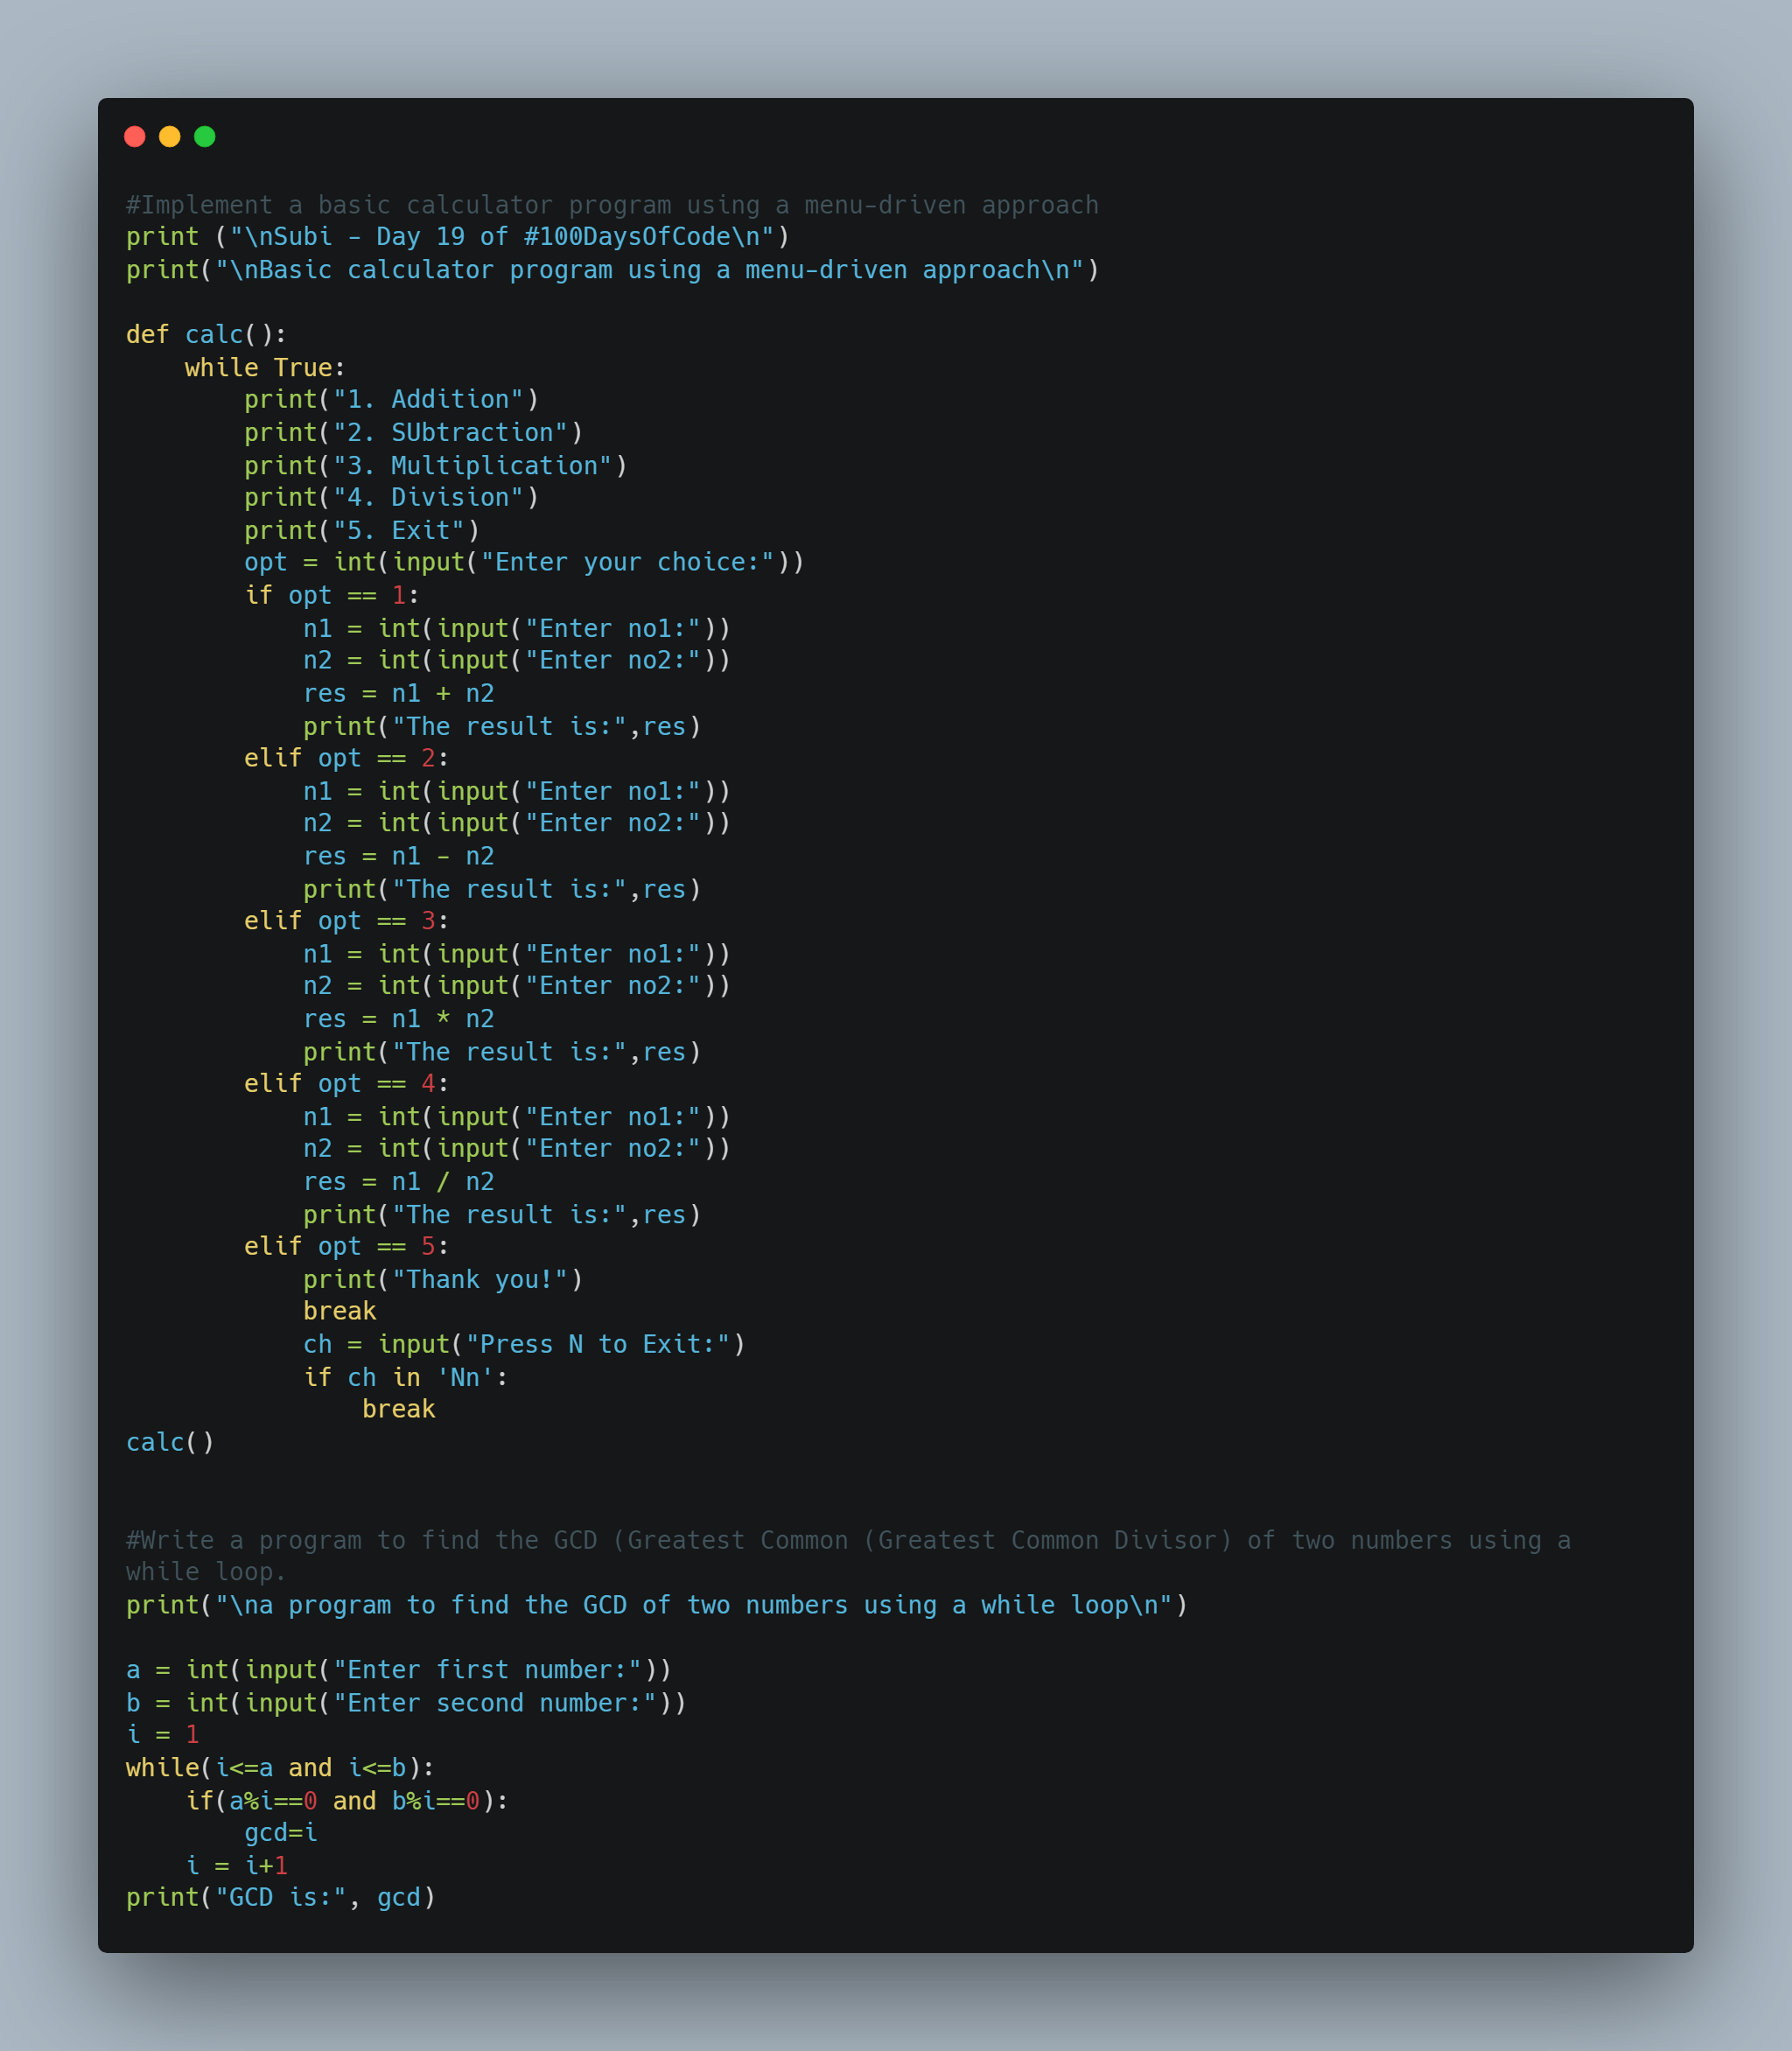 #Implement a basic calculator program using a menu-driven approach
print ("\nSubi - Day 19 of #100DaysOfCode\n")
print("\nBasic calculator program using a menu-driven approach\n")

def calc():
    while True:
        print("1. Addition")
        print("2. SUbtraction")
        print("3. Multiplication")
        print("4. Division")
        print("5. Exit")
        opt = int(input("Enter your choice:"))
        if opt == 1:
            n1 = int(input("Enter no1:"))
            n2 = int(input("Enter no2:"))
            res = n1 + n2
            print("The result is:",res)
        elif opt == 2:
            n1 = int(input("Enter no1:"))
            n2 = int(input("Enter no2:"))
            res = n1 - n2
            print("The result is:",res)
        elif opt == 3:
            n1 = int(input("Enter no1:"))
            n2 = int(input("Enter no2:"))
            res = n1 * n2
            print("The result is:",res)
        elif opt == 4:
            n1 = int(input("Enter no1:"))
            n2 = int(input("Enter no2:"))
            res = n1 / n2
            print("The result is:",res)
        elif opt == 5:
            print("Thank you!")
            break
            ch = input("Press N to Exit:")
            if ch in 'Nn':
                break
calc()


#Write a program to find the GCD (Greatest Common (Greatest Common Divisor) of two numbers using a
while loop.
print("\na program to find the GCD of two numbers using a while loop\n")

a = int(input("Enter first number:"))
b = int(input("Enter second number:"))
i = 1
while(i<=a and i<=b):
    if(a%i==0 and b%i==0):
        gcd=i
    i = i+1
print("GCD is:", gcd)